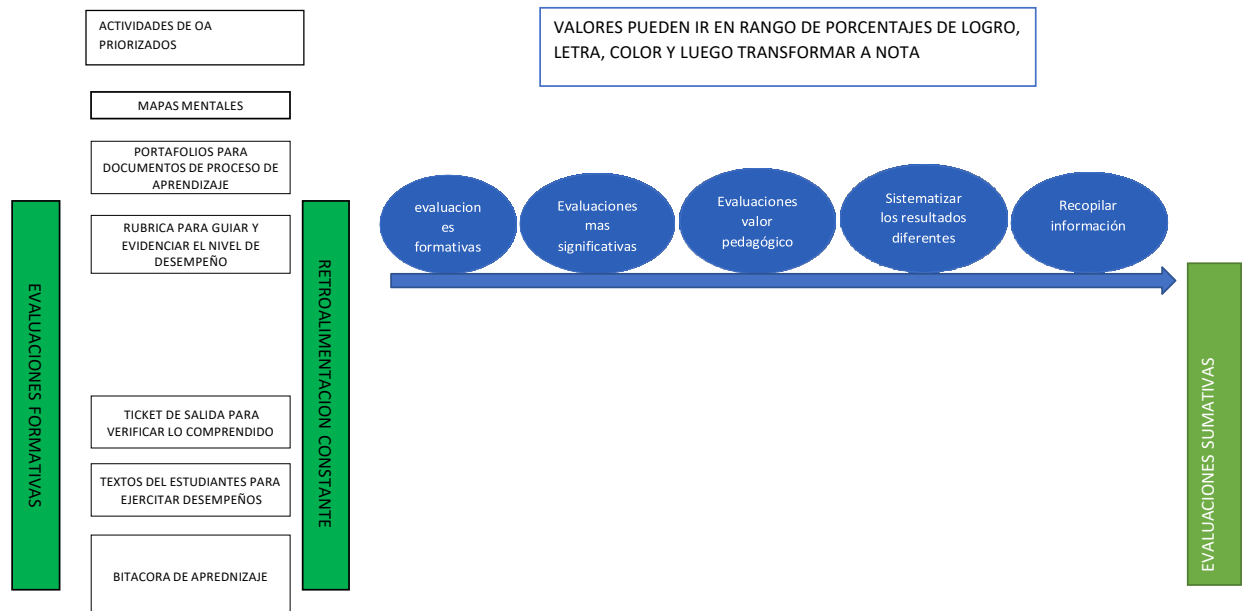 ACTIVIDADES DE OA
PRIORIZADOS
VALORES PUEDEN IR EN RANGO DE PORCENTAJES DE LOGRO,
LETRA, COLOR Y LUEGO TRANSFORMAR A NOTA
MAPAS MENTALES
PORTAFOLIOS PARA
DOCUMENTOS DE PROCESO DE
APRENDIZAJE
RUBRICA PARA GUIAR Y
EVIDENCIAR EL NIVEL DE
DESEMPEÑO
TICKET DE SALIDA PARA
VERIFICAR LO COMPRENDIDO
TEXTOS DEL ESTUDIANTES PARA
EJERCITAR DESEMPEÑOS
BITACORA DE APREDNIZAJE
EVALUACIONES FORMATIVAS
RETROALIMENTACION CONSTANTE
evaluacion
es
formativas
Evaluaciones
mas
significativas
Evaluaciones
valor
pedagógico
Sistematizar
los resultados
diferentes
Recopilar
información
EVALUACIONES SUMATIVAS